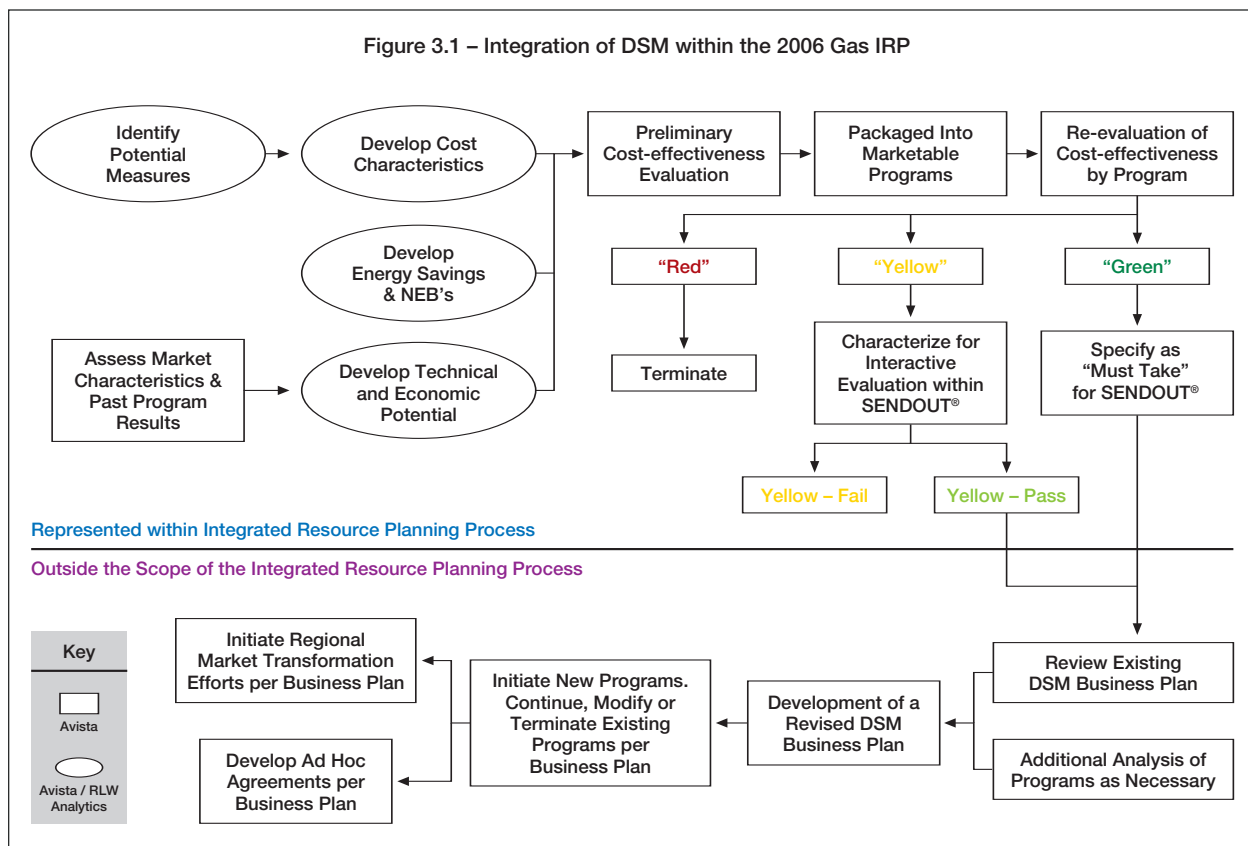 Figure 3.1 – Integration of DSM within the 2006 Gas IRP
Identify
Potential
Measures
Develop Cost
Characteristics
Preliminary
Cost-effectiveness
Evaluation
Packaged Into
Marketable
Programs
Re-evaluation of
Cost-effectiveness
by Program
Develop
Energy Savings
& NEB's
“Red”
“Yellow”
“Green”
Assess Market
Characteristics &
Past Program
Results
Develop Technical
and Economic
Potential
Terminate
Characterize for
Interactive
Evaluation within
SENDOUT®
Specify as
“Must Take”
for SENDOUT®
Yellow – Fail
Yellow – Pass
Represented within Integrated Resource Planning Process
Outside the Scope of the Integrated Resource Planning Process
Key
Avista
Avista / RLW
Analytics
Initiate Regional
Market Transformation
Efforts per Business Plan
Develop Ad Hoc
Agreements per
Business Plan
Initiate New Programs.
Continue, Modify or
Terminate Existing
Programs per
Business Plan
Development of a
Revised DSM
Business Plan
Review Existing
DSM Business Plan
Additional Analysis of
Programs as Necessary